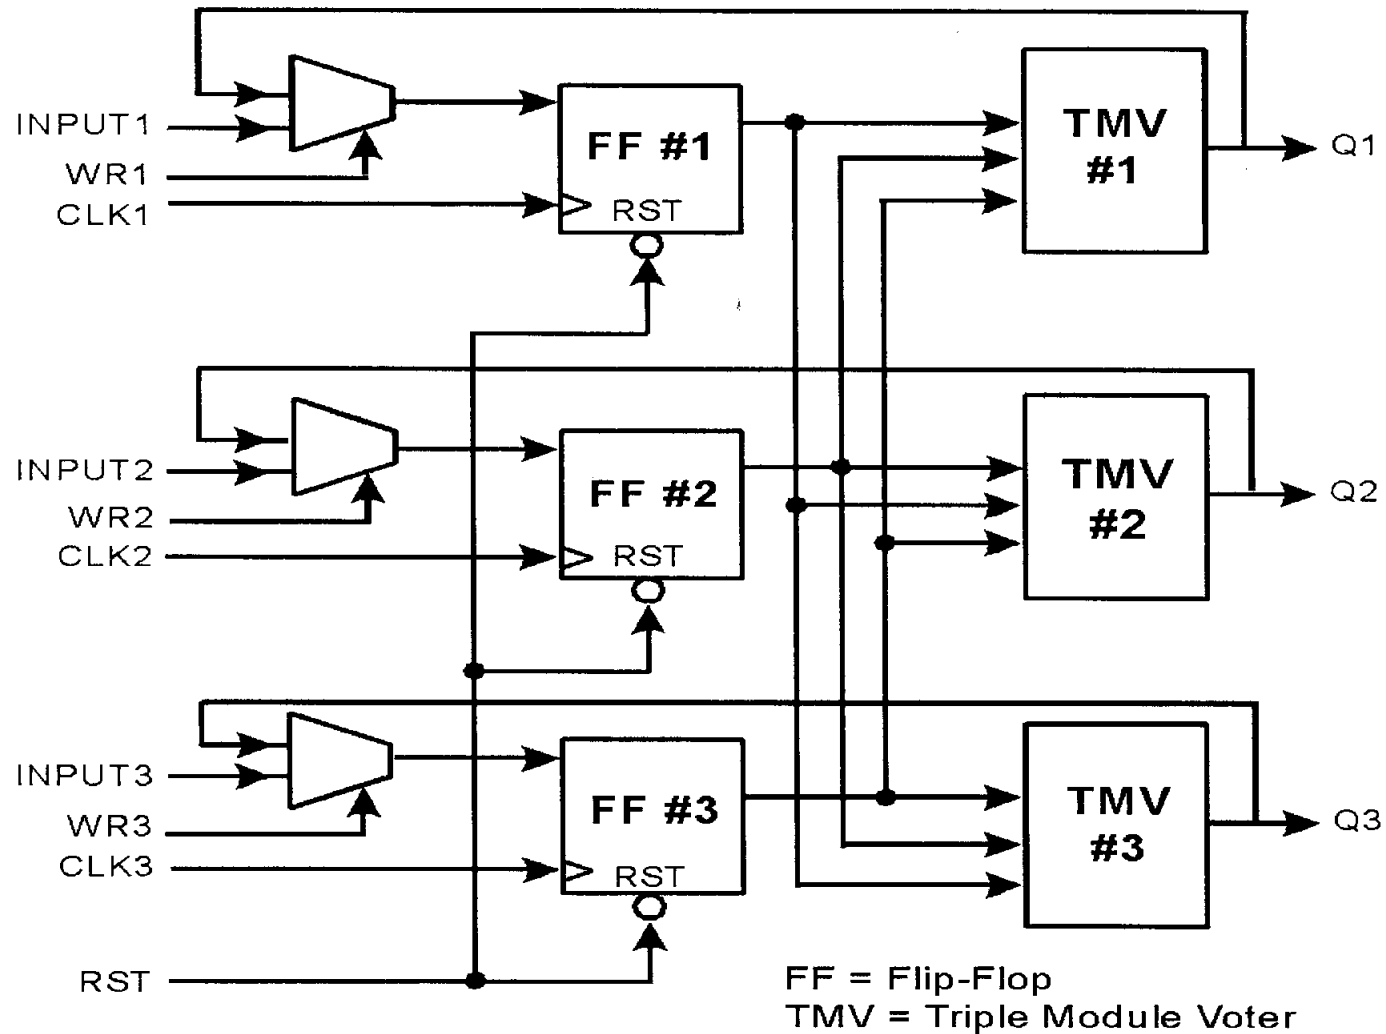 INPUT1
WR1
CLK1
FF #1
RST
TMV
#1
Q1
INPUT2
WR2
CLK2
FF #2
RST
TMV
#2
Q2
INPUT3
WR3
CLK3
FF #3
RST
TMV
#3
Q3
RST
FF = Flip-Flop
TMV = Triple Module Voter